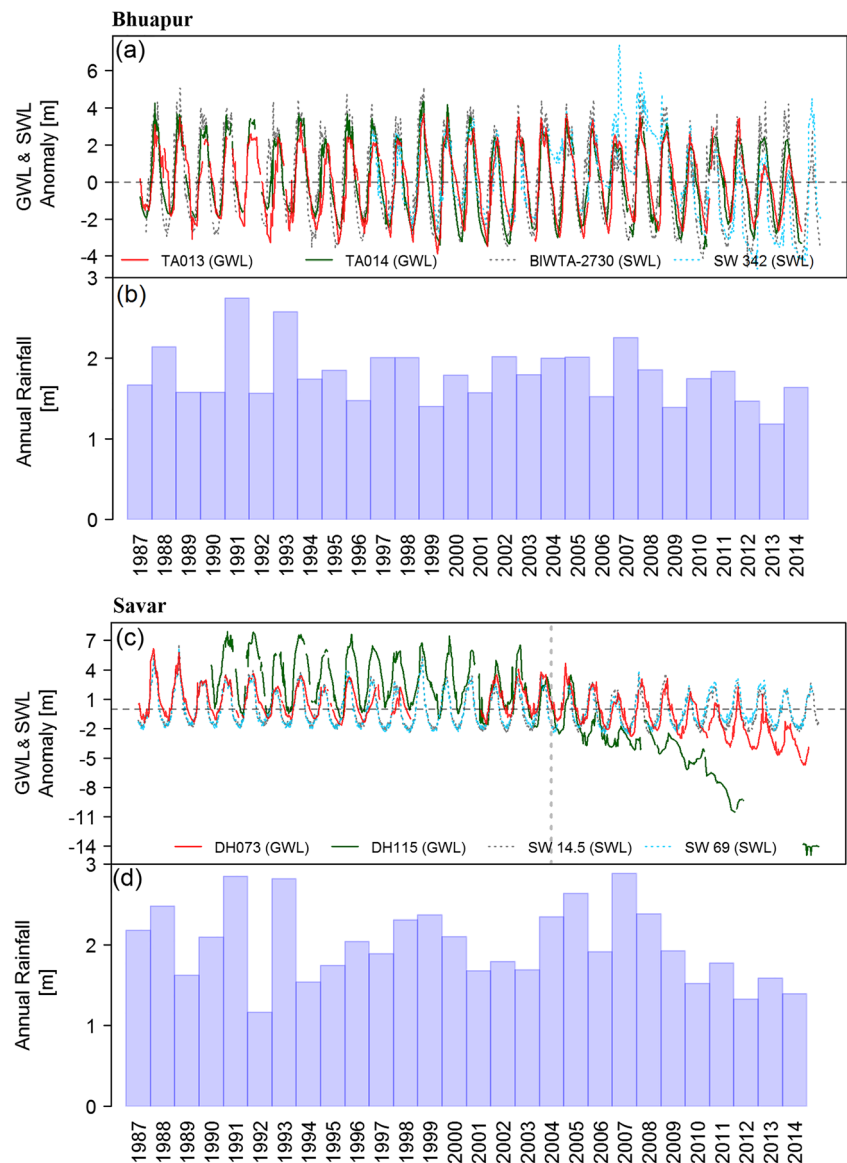 Bhuapur
(a)
6
4
2
0
-2
-4
GWL & SWL
Anomaly [m]
TA013 (GWL) TA014 (GWL) BIWTA-2730 (SWL) SW 342 (SWL)
(b)
3
2
1
0
Annual Rainfall
[m]
1987 1988 1989 1990 1991 1992 1993 1994 1995 1996 1997 1998 1999 2000 2001 2002 2003 2004 2005 2006 2007 2008 2009 2010 2011 2012 2013 2014
Savar
(c)
7
4
1
-2
-5
-8
-11
-14
GWL& SWL
Anomaly [m]
DH073 (GWL) DH115 (GWL) SW 14.5 (SWL) SW 69 (SWL)
(d)
3
2
1
0
Annual Rainfall
[m]
1987 1988 1989 1990 1991 1992 1993 1994 1995 1996 1997 1998 1999 2000 2001 2002 2003 2004 2005 2006 2007 2008 2009 2010 2011 2012 2013 2014